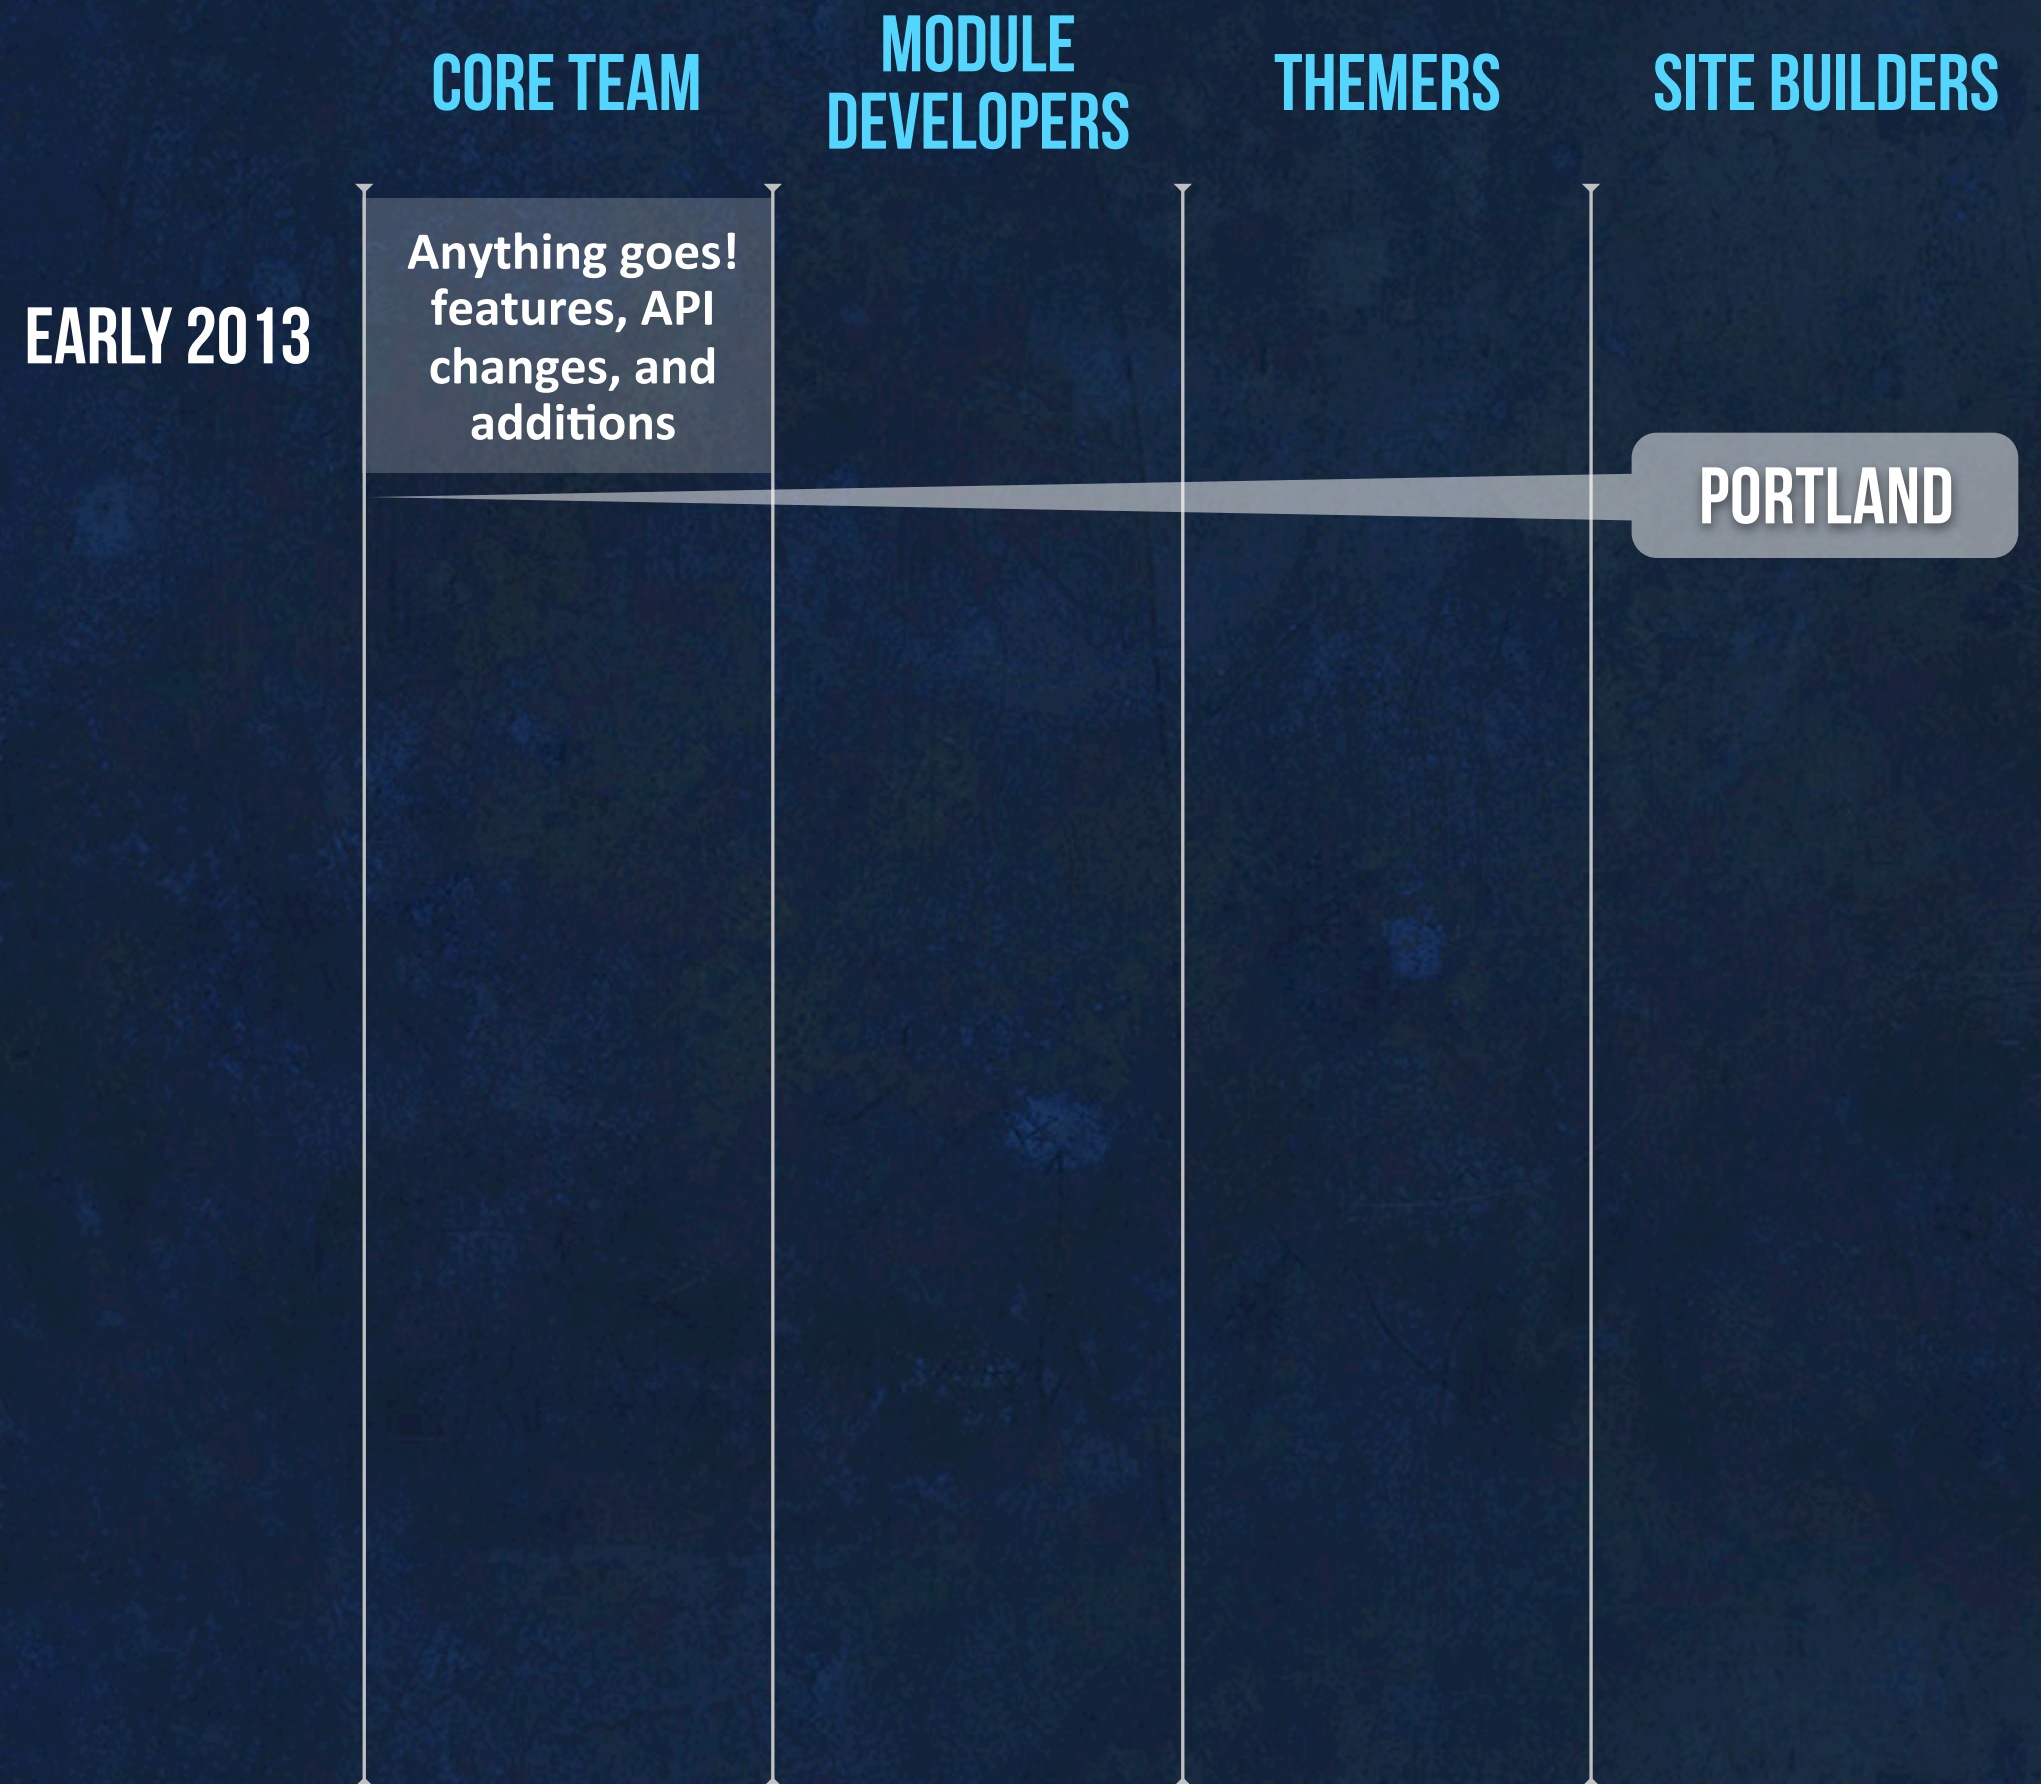 CORE TEAM
MODULE
DEVELOPERS
THEMERS
SITE BUILDERS
EARLY 2013
Anything goes!
features, API
changes, and
additions
PORTLAND